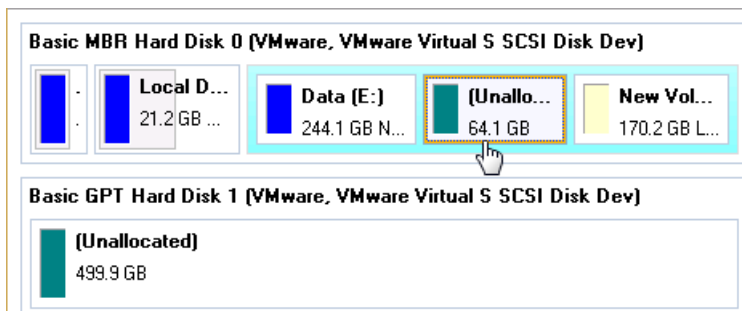 Basic MBR Hard Disk 0 (VMware, VMware Virtual S SCSI Disk Dev)
. Local D... Data (E:) (Unallo... New Vol...
. 21.2 GB ... 244.1 GB N... 64.1 GB 170.2 GB L...
Basic GPT Hard Disk 1 (VMware, VMware Virtual S SCSI Disk Dev)
(Unallocated)
499.9 GB